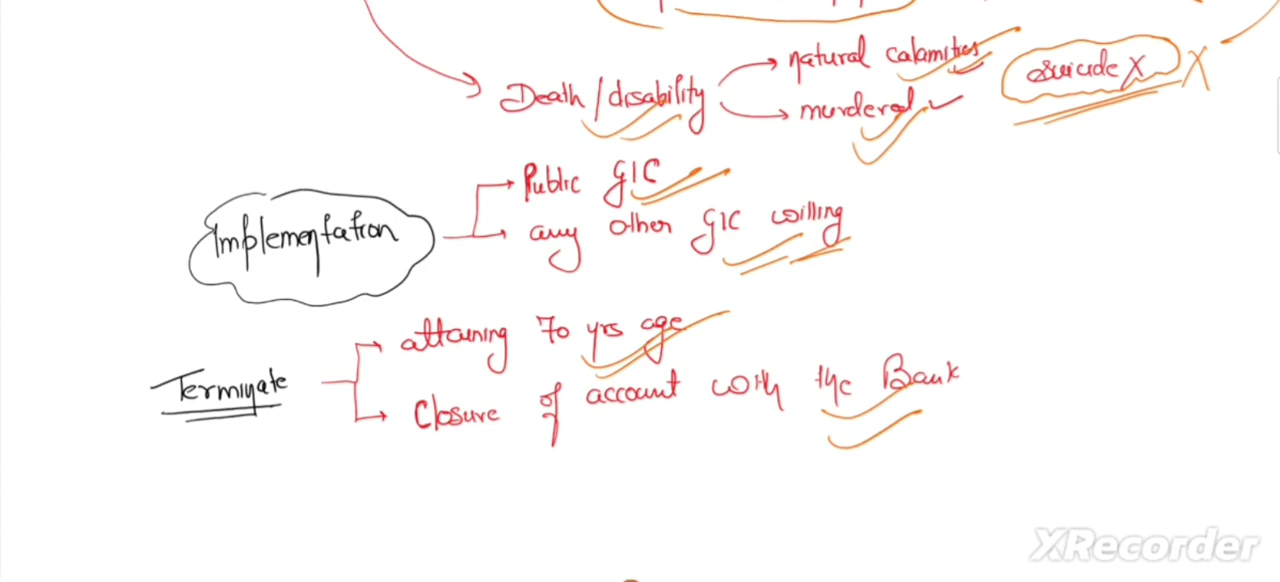 natural calamities
suicide X X
Death/disability
murdered ✓
Public GIC
Implementation
any other GIC willing
attaining 70 yrs age
Terminate
Closure of account with the Bank
XRecorder